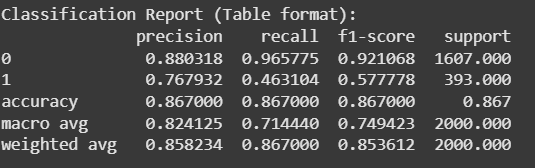 Classification Report (Table format):
precision recall f1-score support
0 0.880318 0.965775 0.921068 1607.000
1 0.767932 0.463104 0.577778 393.000
accuracy 0.867000 0.867000 0.867000 0.867
macro avg 0.824125 0.714440 0.749423 2000.000
weighted avg 0.858234 0.867000 0.853612 2000.000